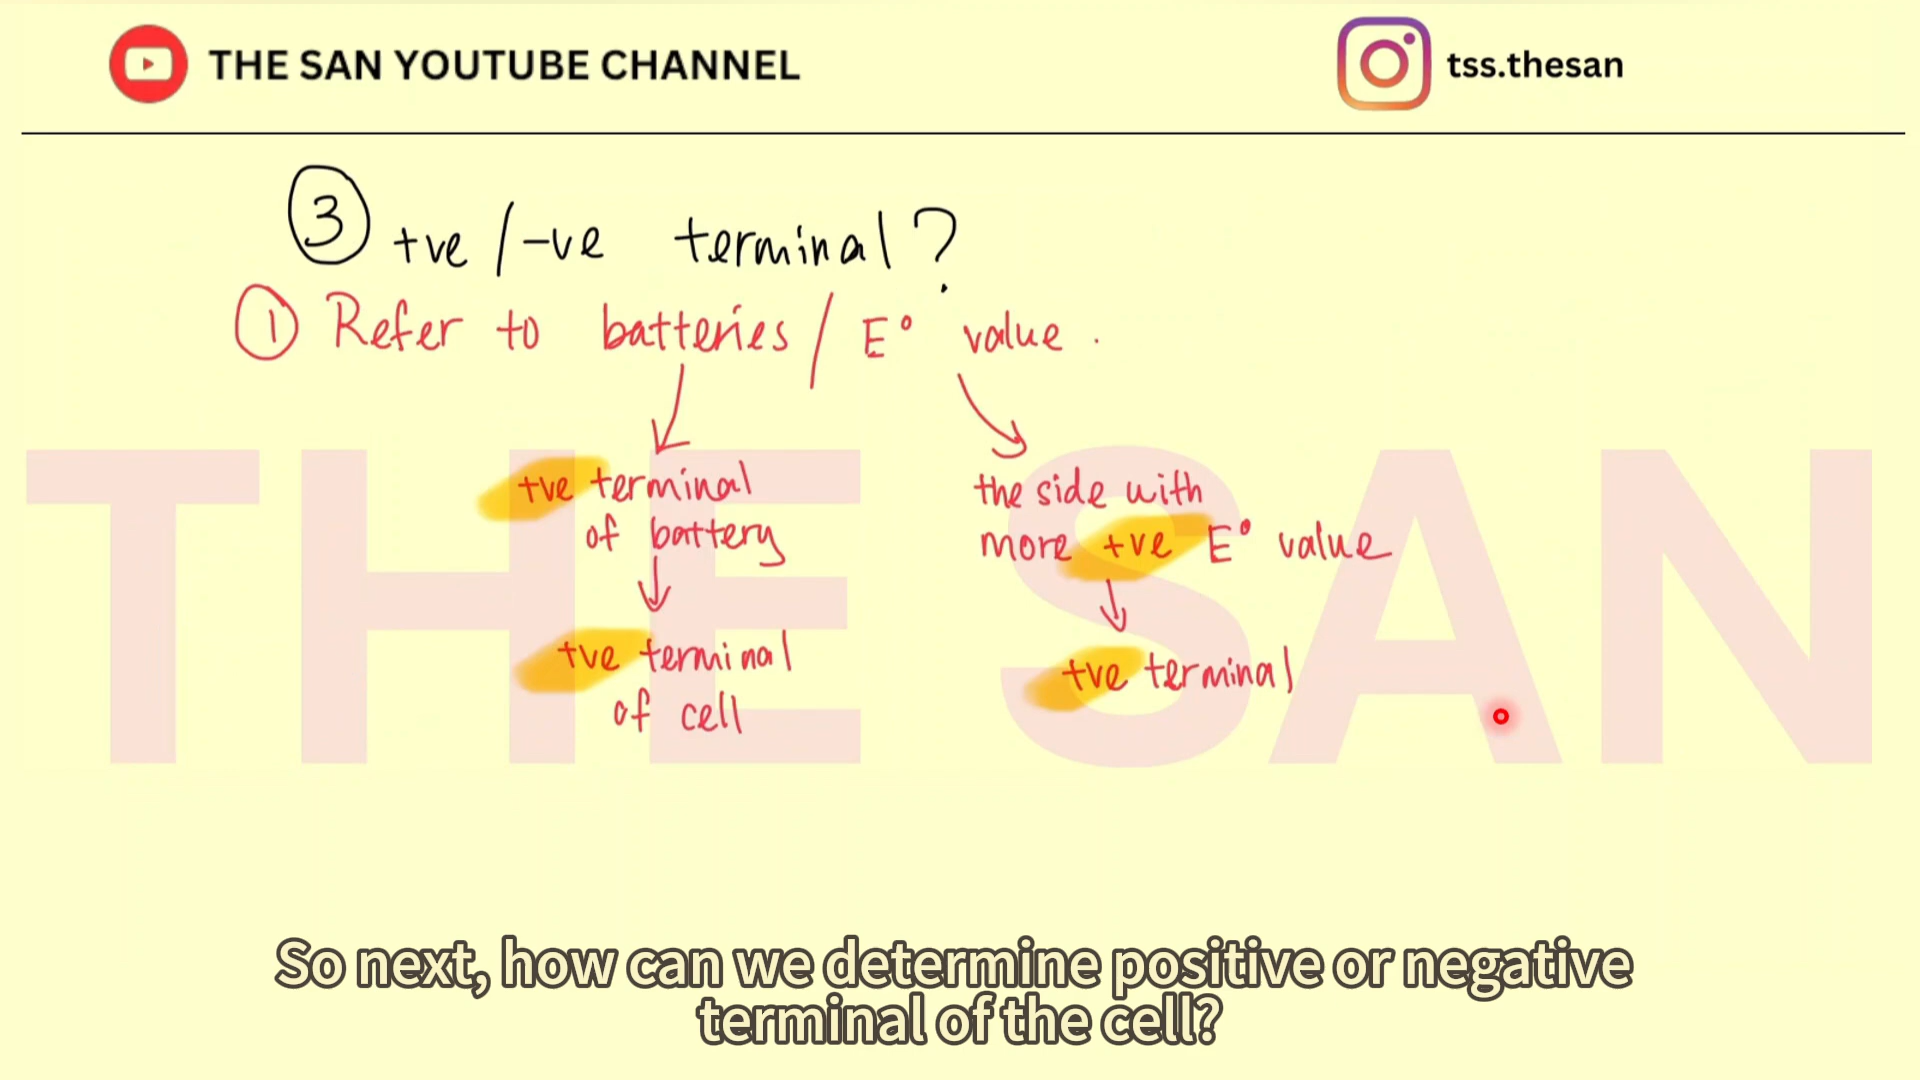 THE SAN YOUTUBE CHANNEL
tss.thesan
③ +ve / -ve terminal?
① Refer to batteries / E° value.
+ve terminal
of battery
+ve terminal
of cell
the side with
more +ve E° value
+ve terminal
THE SAN
So next, how can we determine positive or negative
terminal of the cell?